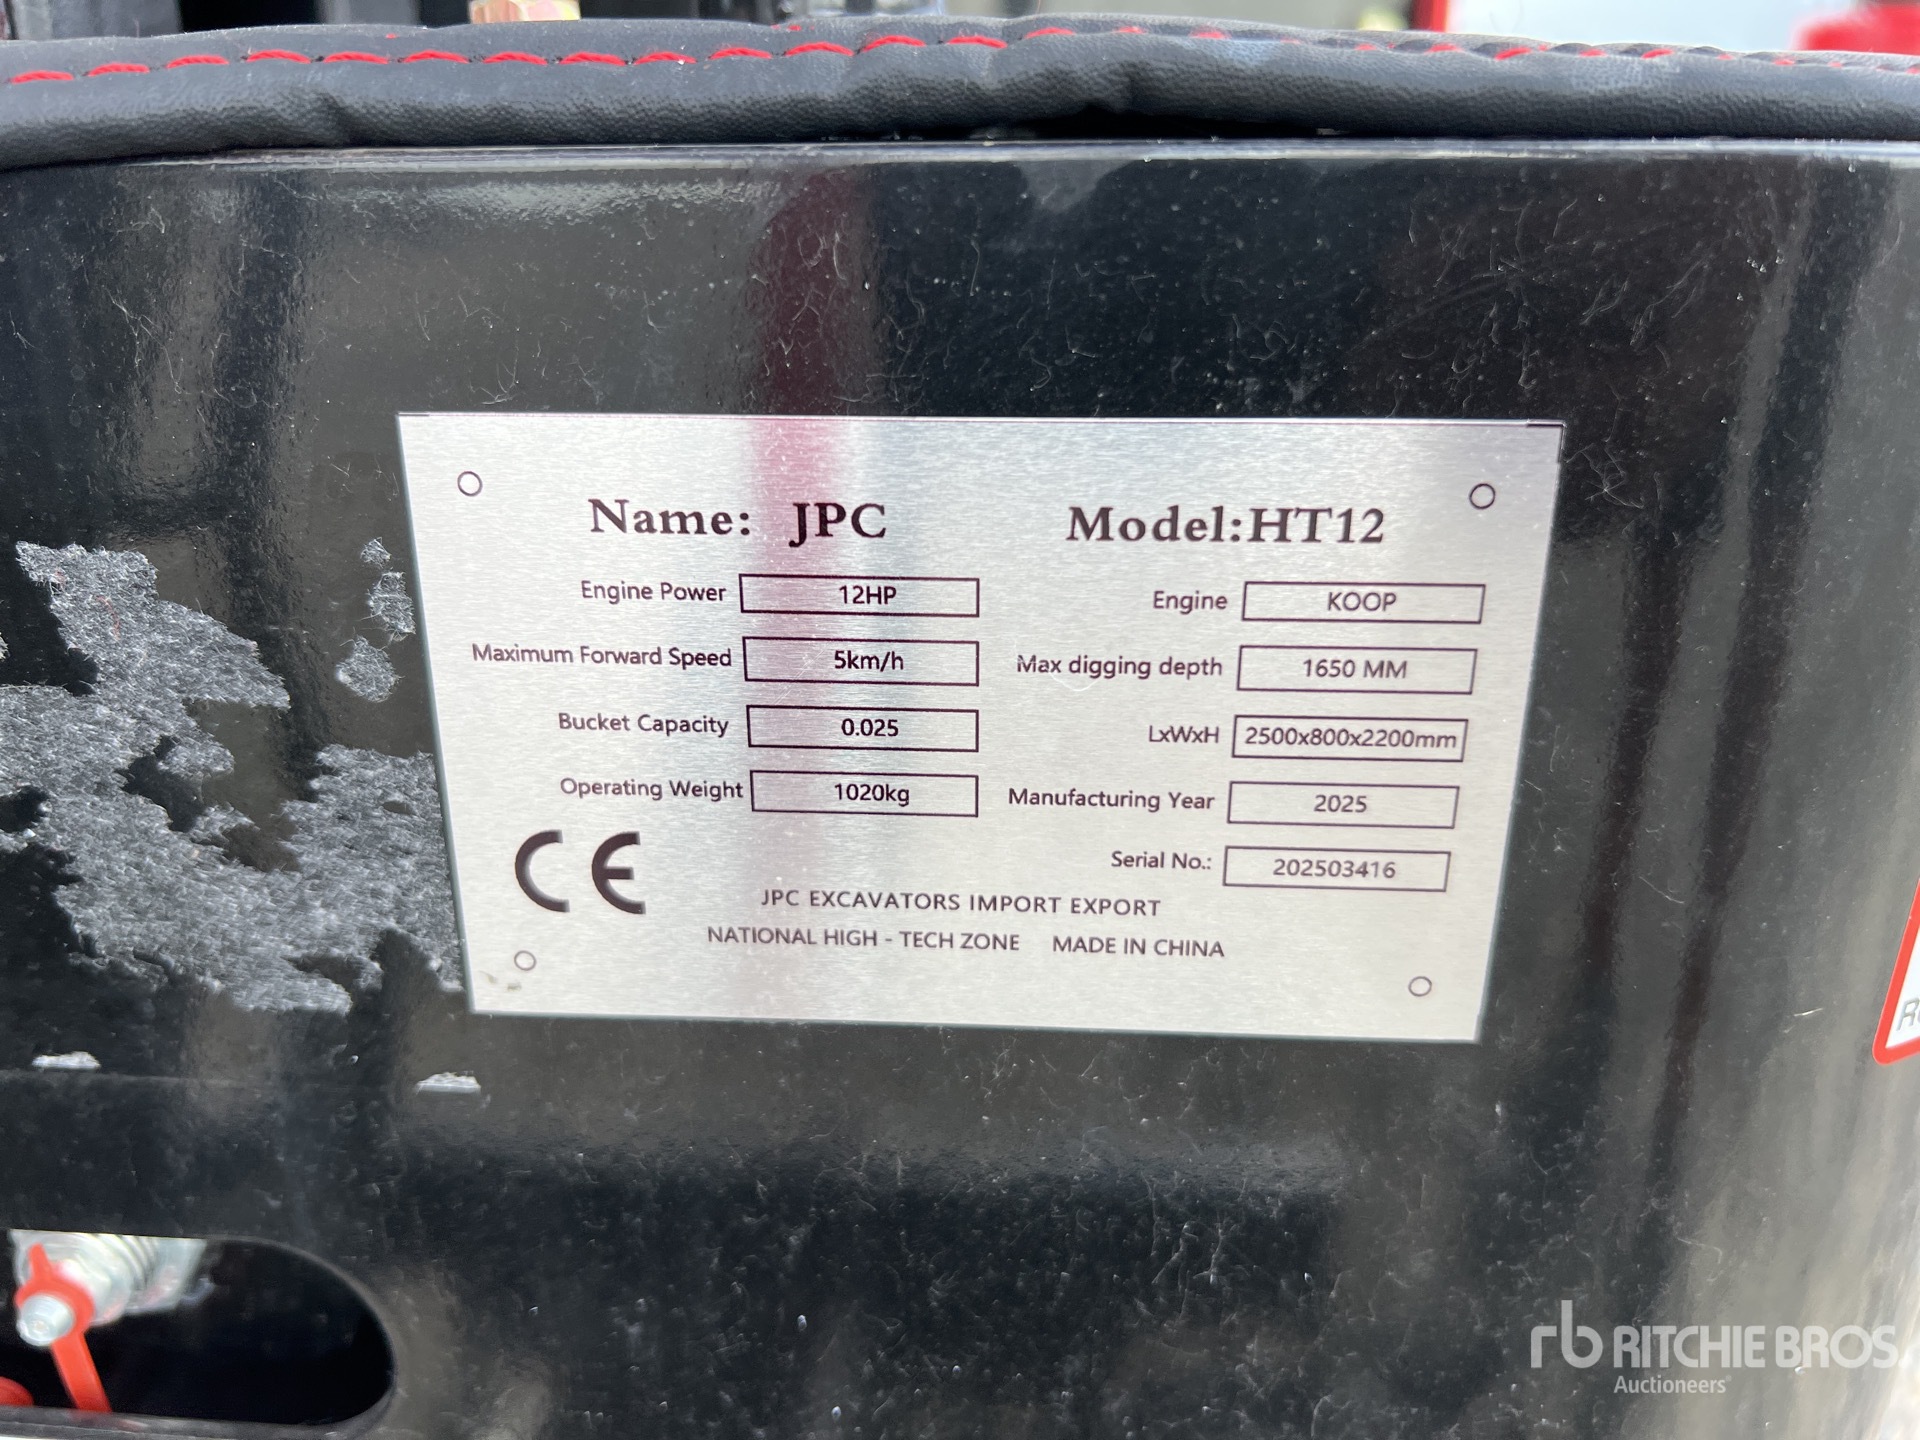 Name: JPC Model:HT12
Engine Power 12HP Engine KOOP
Maximum Forward Speed 5km/h Max digging depth 1650 MM
Bucket Capacity 0.025 LxWxH 2500x800x2200mm
Operating Weight 1020kg Manufacturing Year 2025
Serial No.: 202503416
CE
JPC EXCAVATORS IMPORT EXPORT
NATIONAL HIGH - TECH ZONE MADE IN CHINA
rb RITCHIE BROS.
Auctioneers